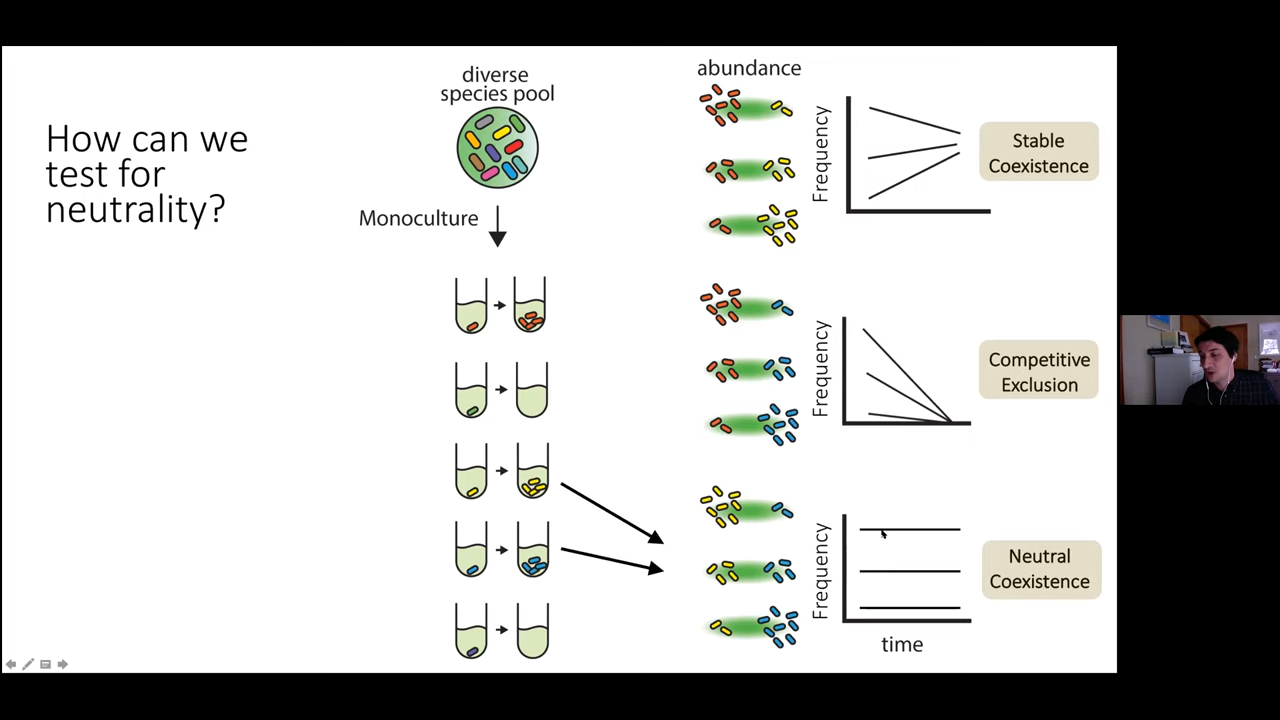 How can we
test for
neutrality?
diverse
species pool
Monoculture
abundance
Frequency
Stable
Coexistence
Frequency
Competitive
Exclusion
Frequency
Neutral
Coexistence
time